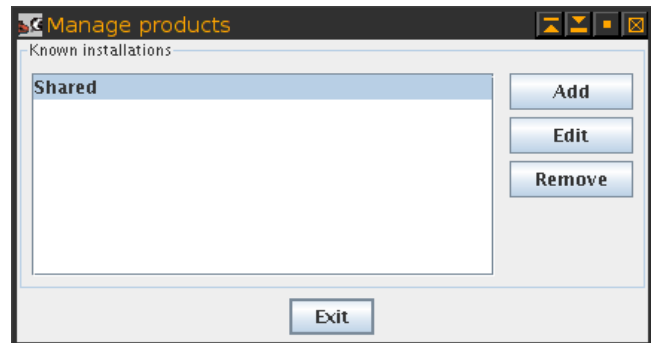 Manage products
Known installations
Shared
Add
Edit
Remove
Exit